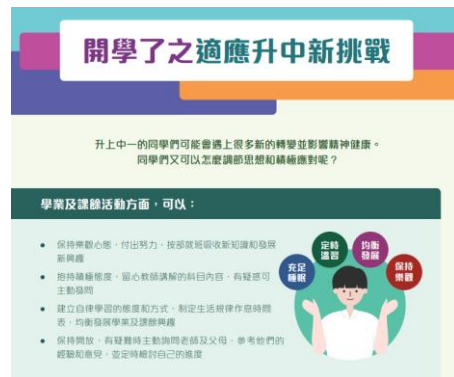 開學了之適應升中新挑戰
升上中一的同學們可能會遇上很多新的轉變並影響精神健康。
同學們又可以怎麼調節思想和積極應對呢？
學業及課餘活動方面，可以：
• 保持樂觀心態，付出努力，按部就班吸收新知識和發展
新興趣
• 抱持積極態度，留心教師講解的科目內容，有疑惑可
主動發問
• 建立自律學習的態度和方式，制定生活規律作息時間
表，均衡發展學業及課餘興趣
• 保持開放，有疑難時主動詢問老師及父母，參考他們的
經驗和意見，並定時檢討自己的進度
充足
睡眠
定時
溫習
均衡
發展
保持
樂觀